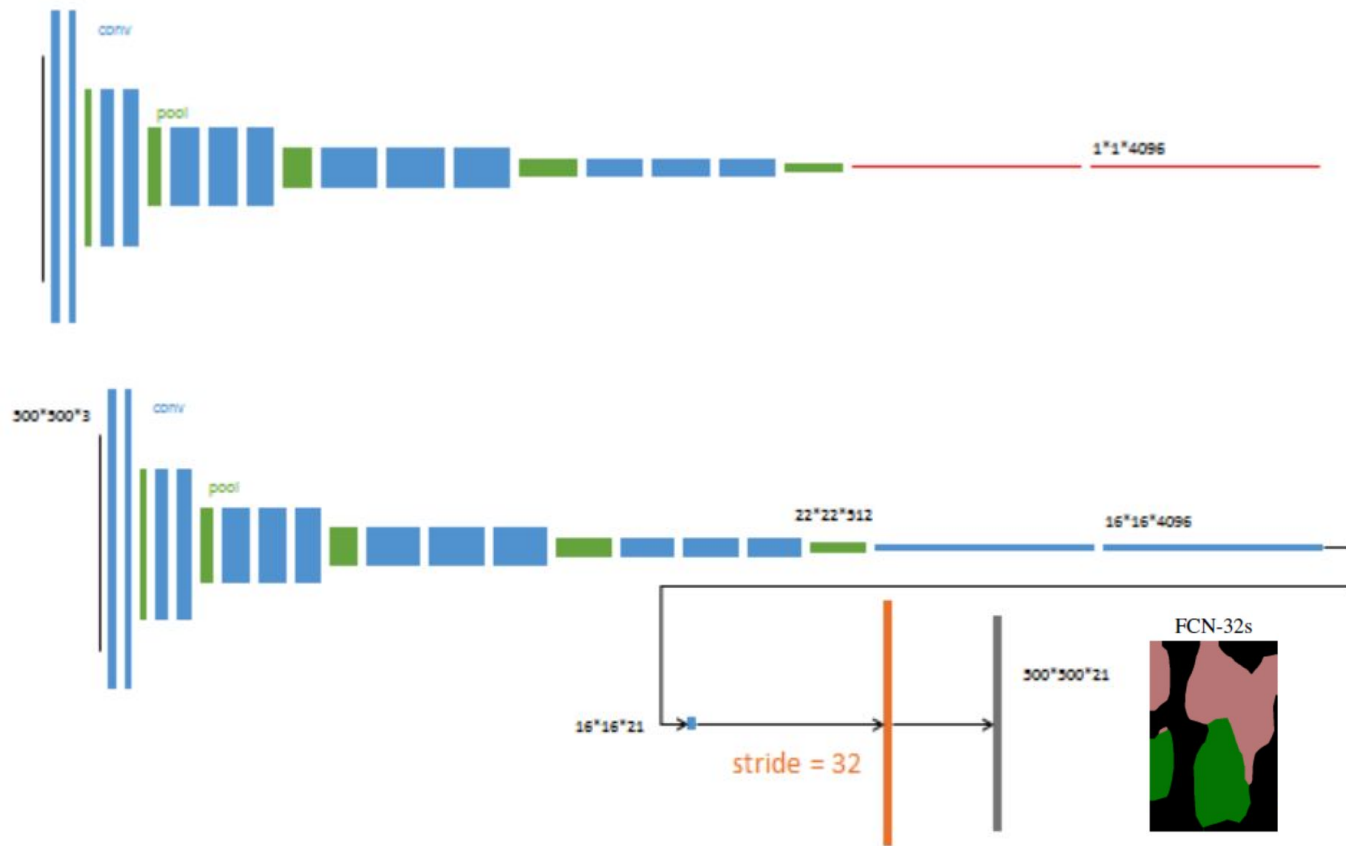 conv
pool
1*1*4096
500*500*3
conv
pool
22*22*512
16*16*4096
FCN-32s
500*500*21
16*16*21
stride = 32